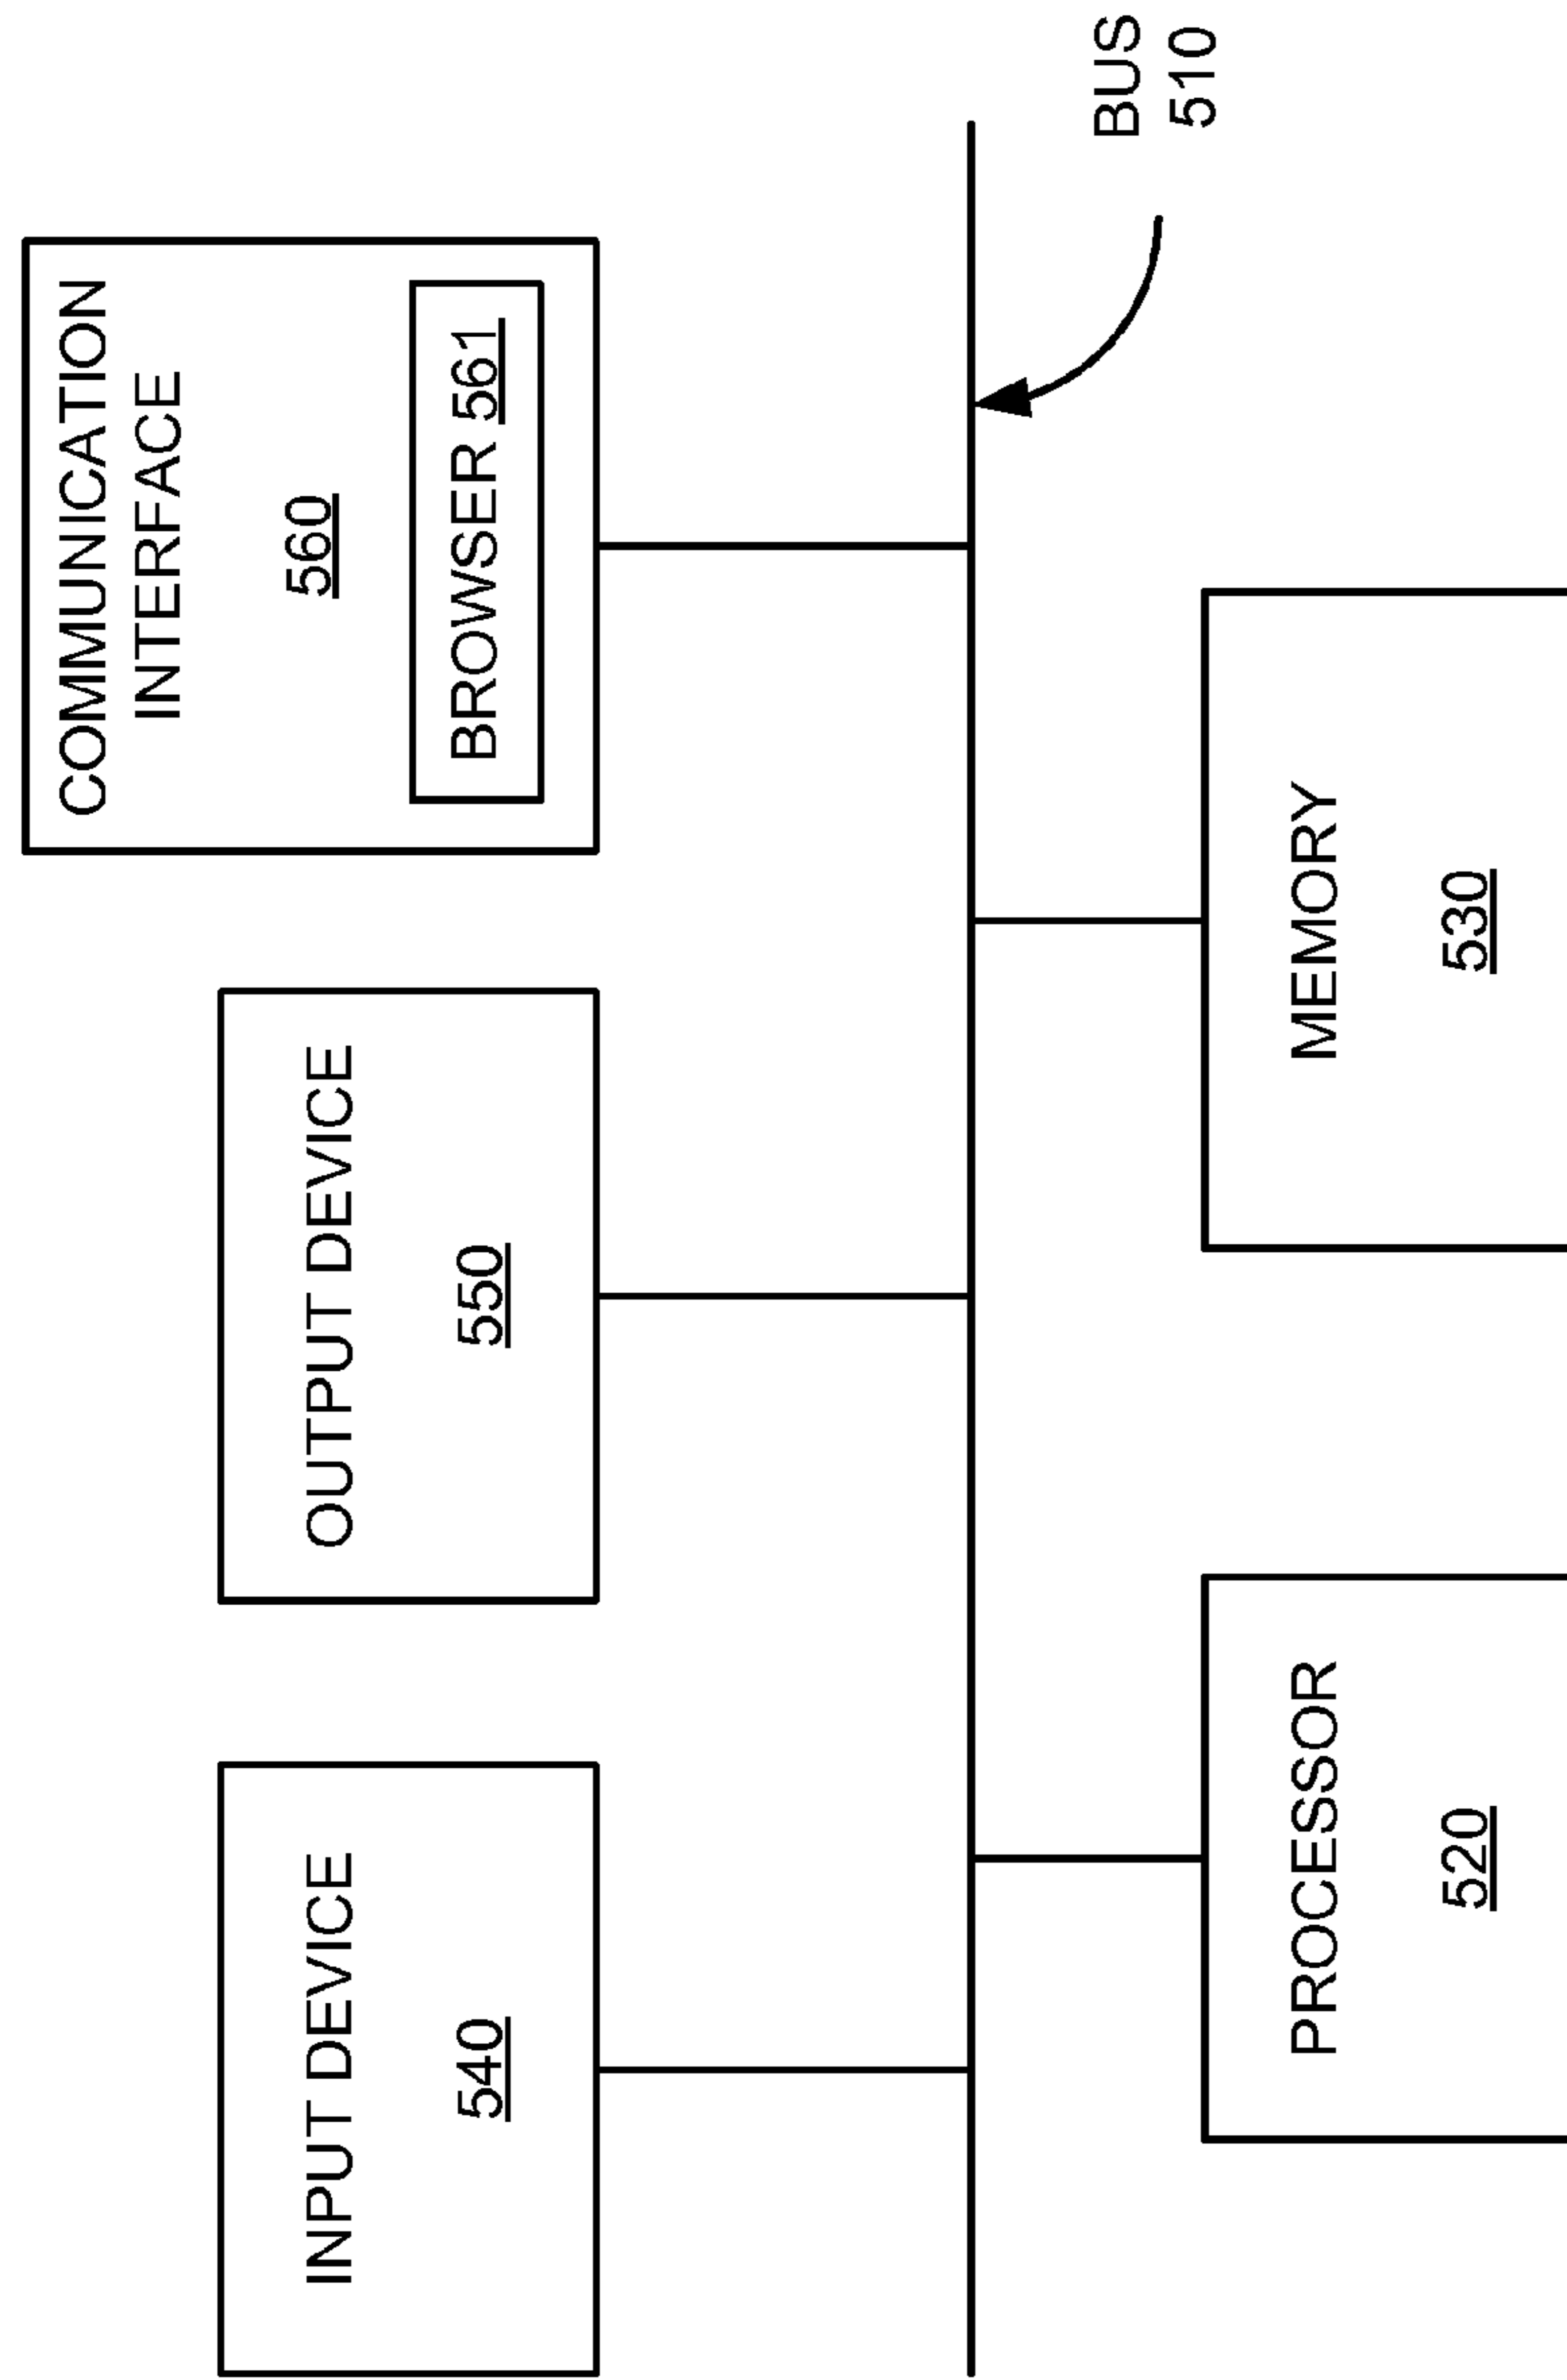 INPUT DEVICE
540
OUTPUT DEVICE
550
COMMUNICATION
INTERFACE
560
BROWSER 561
BUS
510
PROCESSOR
520
MEMORY
530